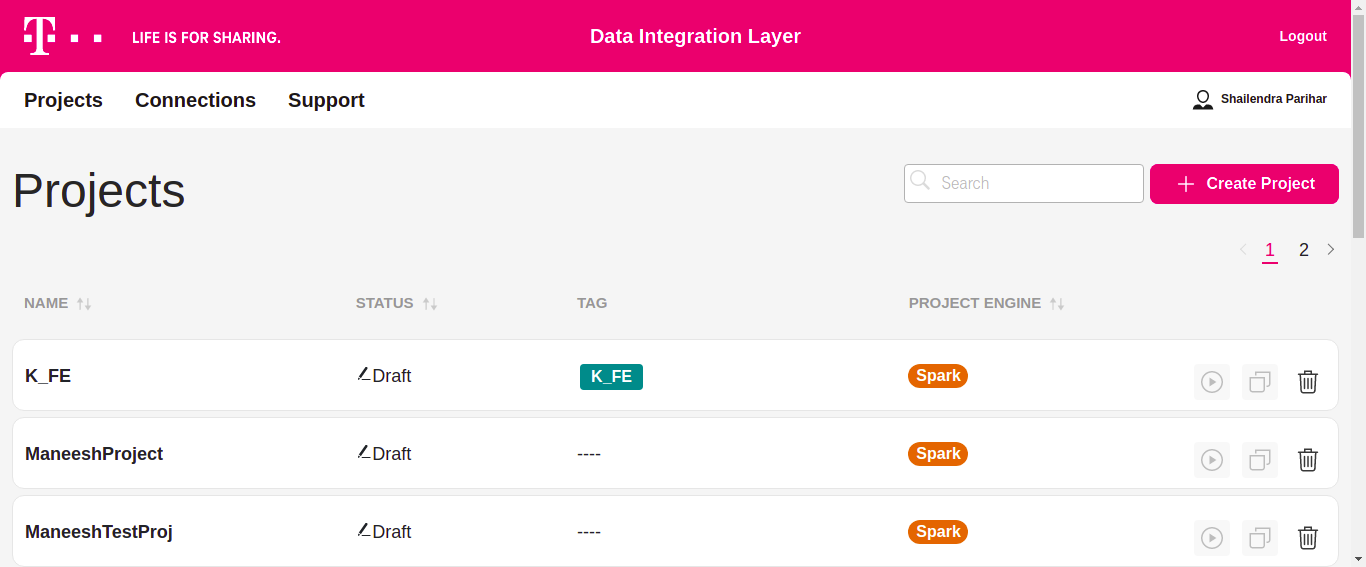 T
LIFE IS FOR SHARING.
Data Integration Layer
Logout
Projects
Connections
Support
Shailendra Parihar
Projects
Search
Create Project
1 2
NAME STATUS TAG PROJECT ENGINE
K_FE Draft K_FE Spark
ManeeshProject Draft ---- Spark
ManeeshTestProj Draft ---- Spark